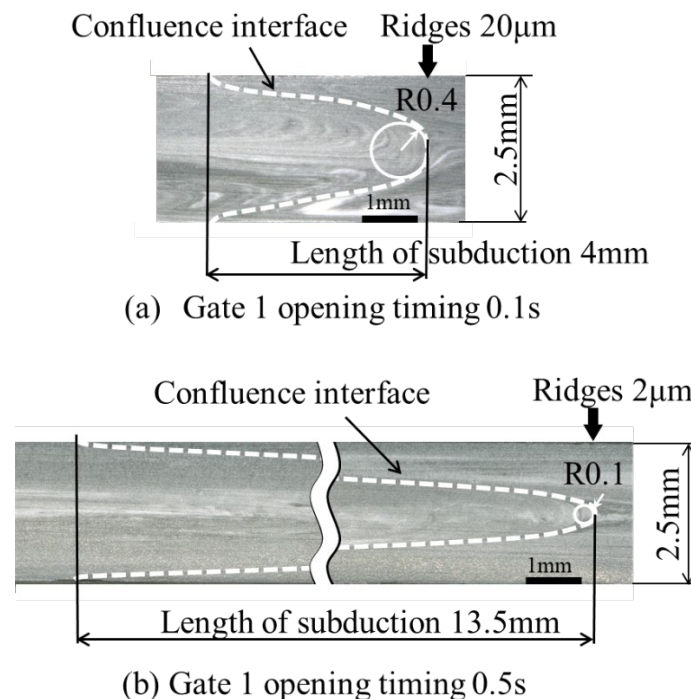 Confluence interface
Ridges 20μm
R0.4
2.5mm
1mm
Length of subduction 4mm
(a) Gate 1 opening timing 0.1s
Confluence interface
Ridges 2μm
R0.1
2.5mm
1mm
Length of subduction 13.5mm
(b) Gate 1 opening timing 0.5s